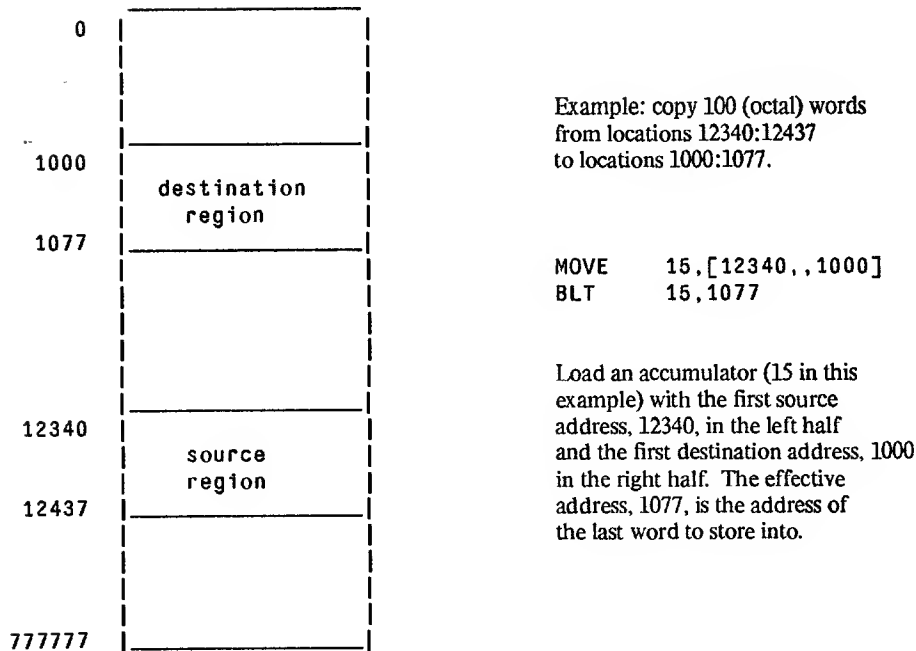 0
1000
destination
region
1077
12340
source
region
12437
777777
Example: copy 100 (octal) words
from locations 12340:12437
to locations 1000:1077.
MOVE 15,[12340,,1000]
BLT 15,1077
Load an accumulator (15 in this
example) with the first source
address, 12340, in the left half
and the first destination address, 1000
in the right half. The effective
address, 1077, is the address of
the last word to store into.